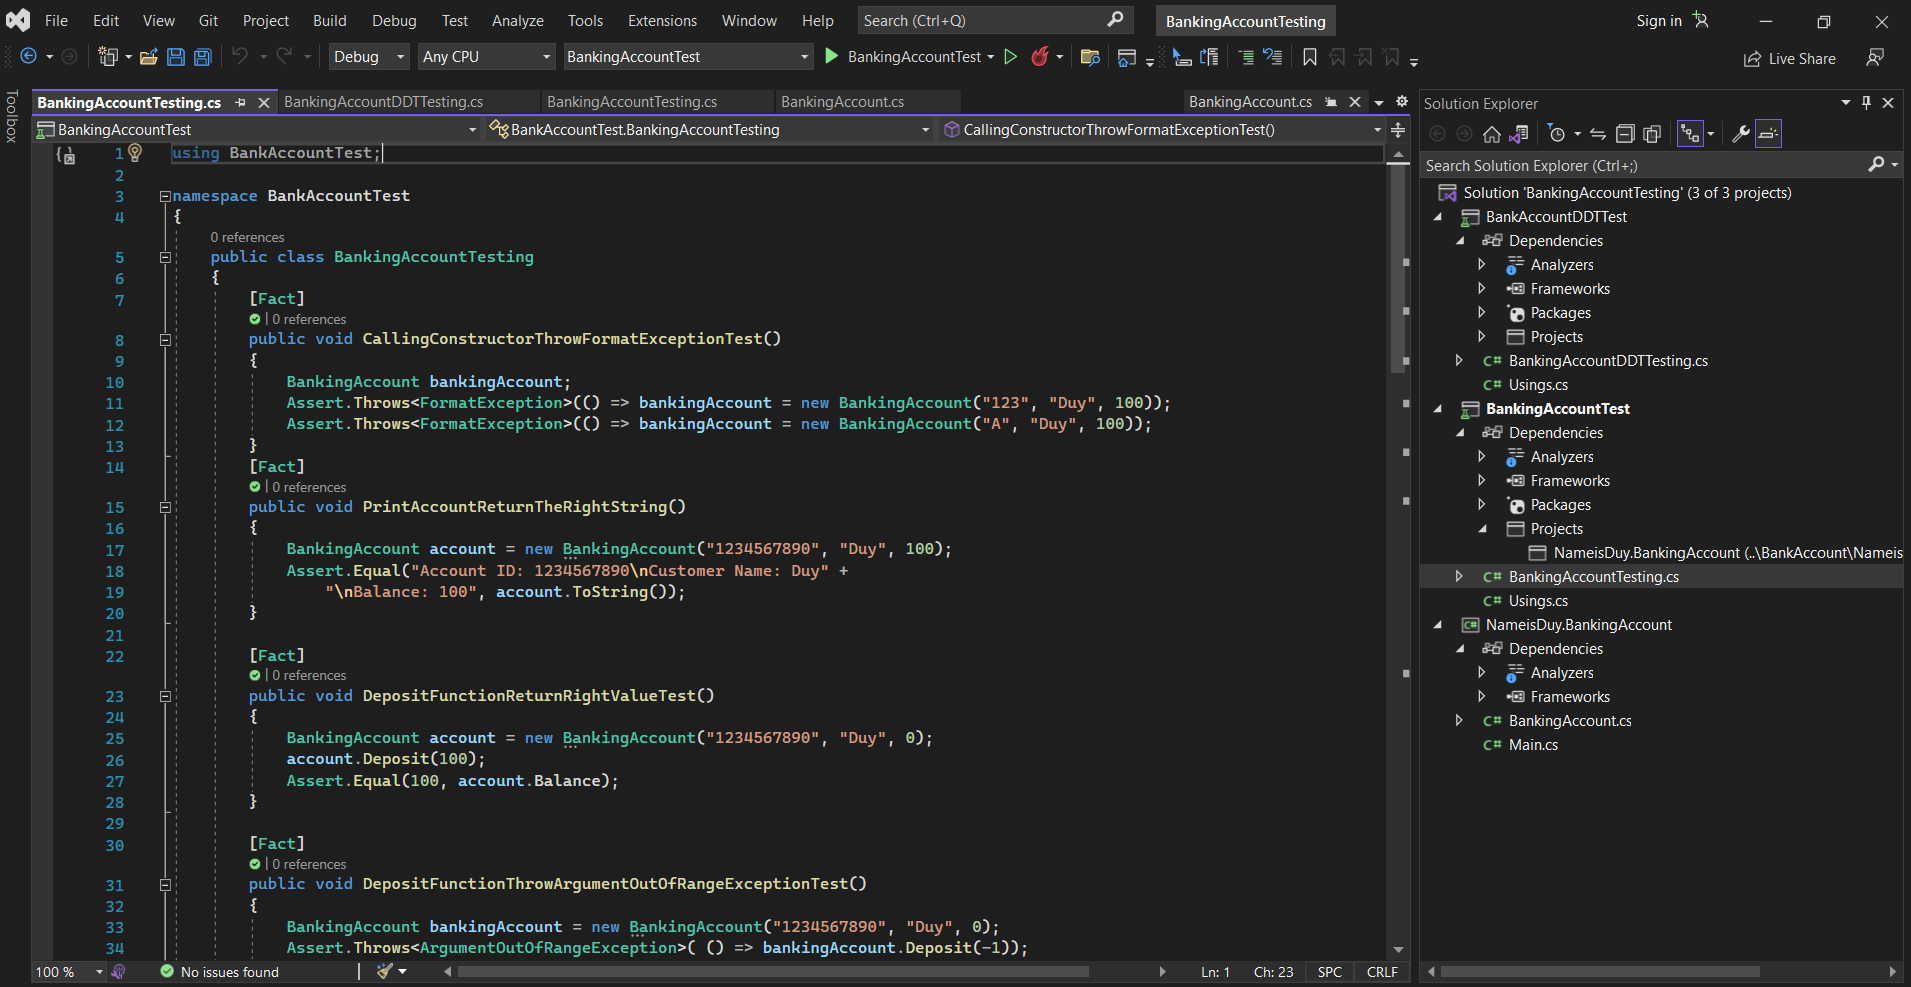 File Edit View Git Project Build Debug Test Analyze Tools Extensions Window Help Search (Ctrl+Q) BankingAccountTesting Sign in
Debug Any CPU BankingAccountTest BankingAccountTest Live Share
Toolbox
BankingAccountTesting.cs BankingAccountDDTTesting.cs BankingAccountTesting.cs BankingAccount.cs BankingAccount.cs
BankingAccountTest BankAccountTest.BankingAccountTesting CallingConstructorThrowFormatExceptionTest()
1 using BankAccountTest;
2
3 namespace BankAccountTest
4 {
0 references
5 public class BankingAccountTesting
6 {
7 [Fact]
0 references
8 public void CallingConstructorThrowFormatExceptionTest()
9 {
10 BankingAccount bankingAccount;
11 Assert.Throws<FormatException>(() => bankingAccount = new BankingAccount("123", "Duy", 100));
12 Assert.Throws<FormatException>(() => bankingAccount = new BankingAccount("A", "Duy", 100));
13 }
14 [Fact]
0 references
15 public void PrintAccountReturnTheRightString()
16 {
17 BankingAccount account = new BankingAccount("1234567890", "Duy", 100);
18 Assert.Equal("Account ID: 1234567890\nCustomer Name: Duy" +
19 "\nBalance: 100", account.ToString());
20 }
21
22 [Fact]
0 references
23 public void DepositFunctionReturnRightValueTest()
24 {
25 BankingAccount account = new BankingAccount("1234567890", "Duy", 0);
26 account.Deposit(100);
27 Assert.Equal(100, account.Balance);
28 }
29
30 [Fact]
0 references
31 public void DepositFunctionThrowArgumentOutOfRangeExceptionTest()
32 {
33 BankingAccount bankingAccount = new BankingAccount("1234567890", "Duy", 0);
34 Assert.Throws<ArgumentOutOfRangeException>( () => bankingAccount.Deposit(-1));
100 % No issues found Ln: 1 Ch: 23 SPC CRLF
Solution Explorer
Search Solution Explorer (Ctrl+;)
Solution 'BankingAccountTesting' (3 of 3 projects)
BankAccountDDTTest
Dependencies
Analyzers
Frameworks
Packages
Projects
C# BankingAccountDDTTesting.cs
C# Usings.cs
BankingAccountTest
Dependencies
Analyzers
Frameworks
Packages
Projects
NameisDuy.BankingAccount (..\BankAccount\Nameis
C# BankingAccountTesting.cs
C# Usings.cs
C# NameisDuy.BankingAccount
Dependencies
Analyzers
Frameworks
C# BankingAccount.cs
C# Main.cs